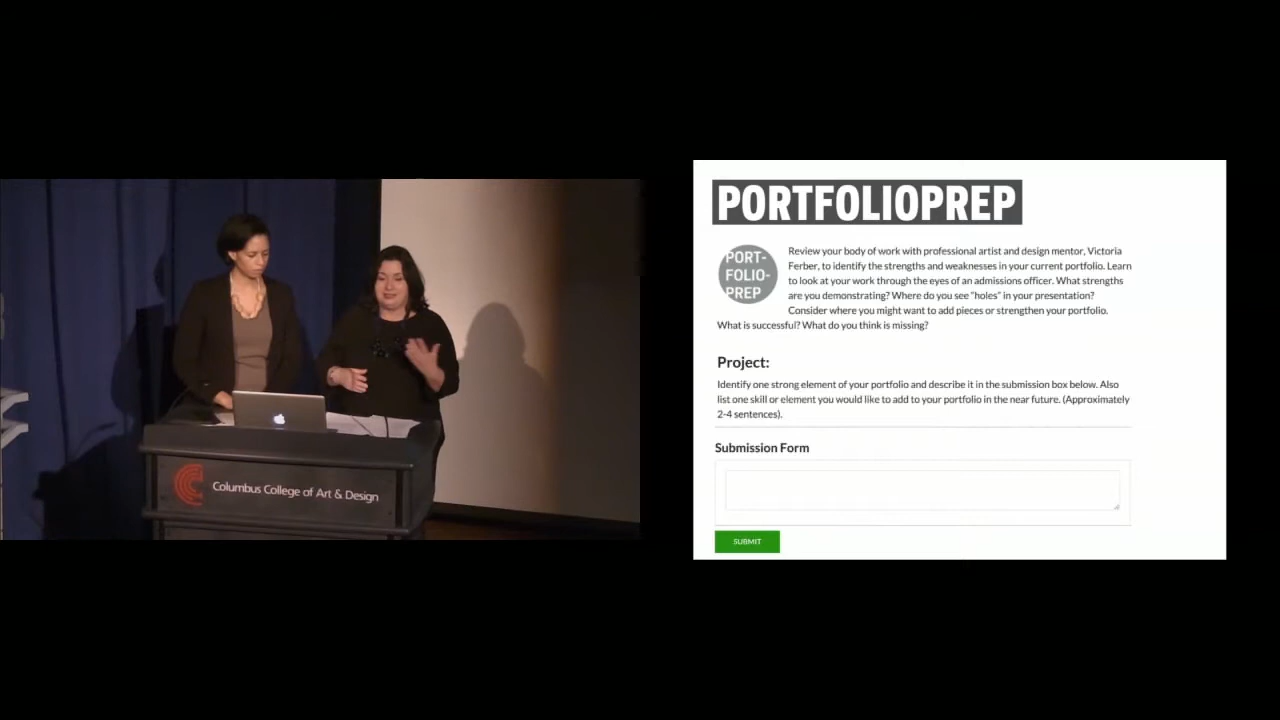 Columbus College of Art & Design
PORTFOLIOPREP
PORT-
FOLIO-
PREP
Review your body of work with professional artist and design mentor, Victoria
Ferber, to identify the strengths and weaknesses in your current portfolio. Learn
to look at your work through the eyes of an admissions officer. What strengths
are you demonstrating? Where do you see "holes" in your presentation?
Consider where you might want to add pieces or strengthen your portfolio.
What is successful? What do you think is missing?
Project:
Identify one strong element of your portfolio and describe it in the submission box below. Also
list one skill or element you would like to add to your portfolio in the near future. (Approximately
2-4 sentences).
Submission Form
SUBMIT